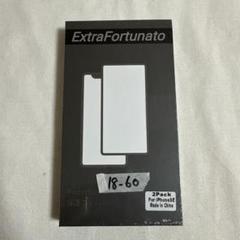 ExtraFortunato
18-60
2Pack
For iPhoneSE
Made in China